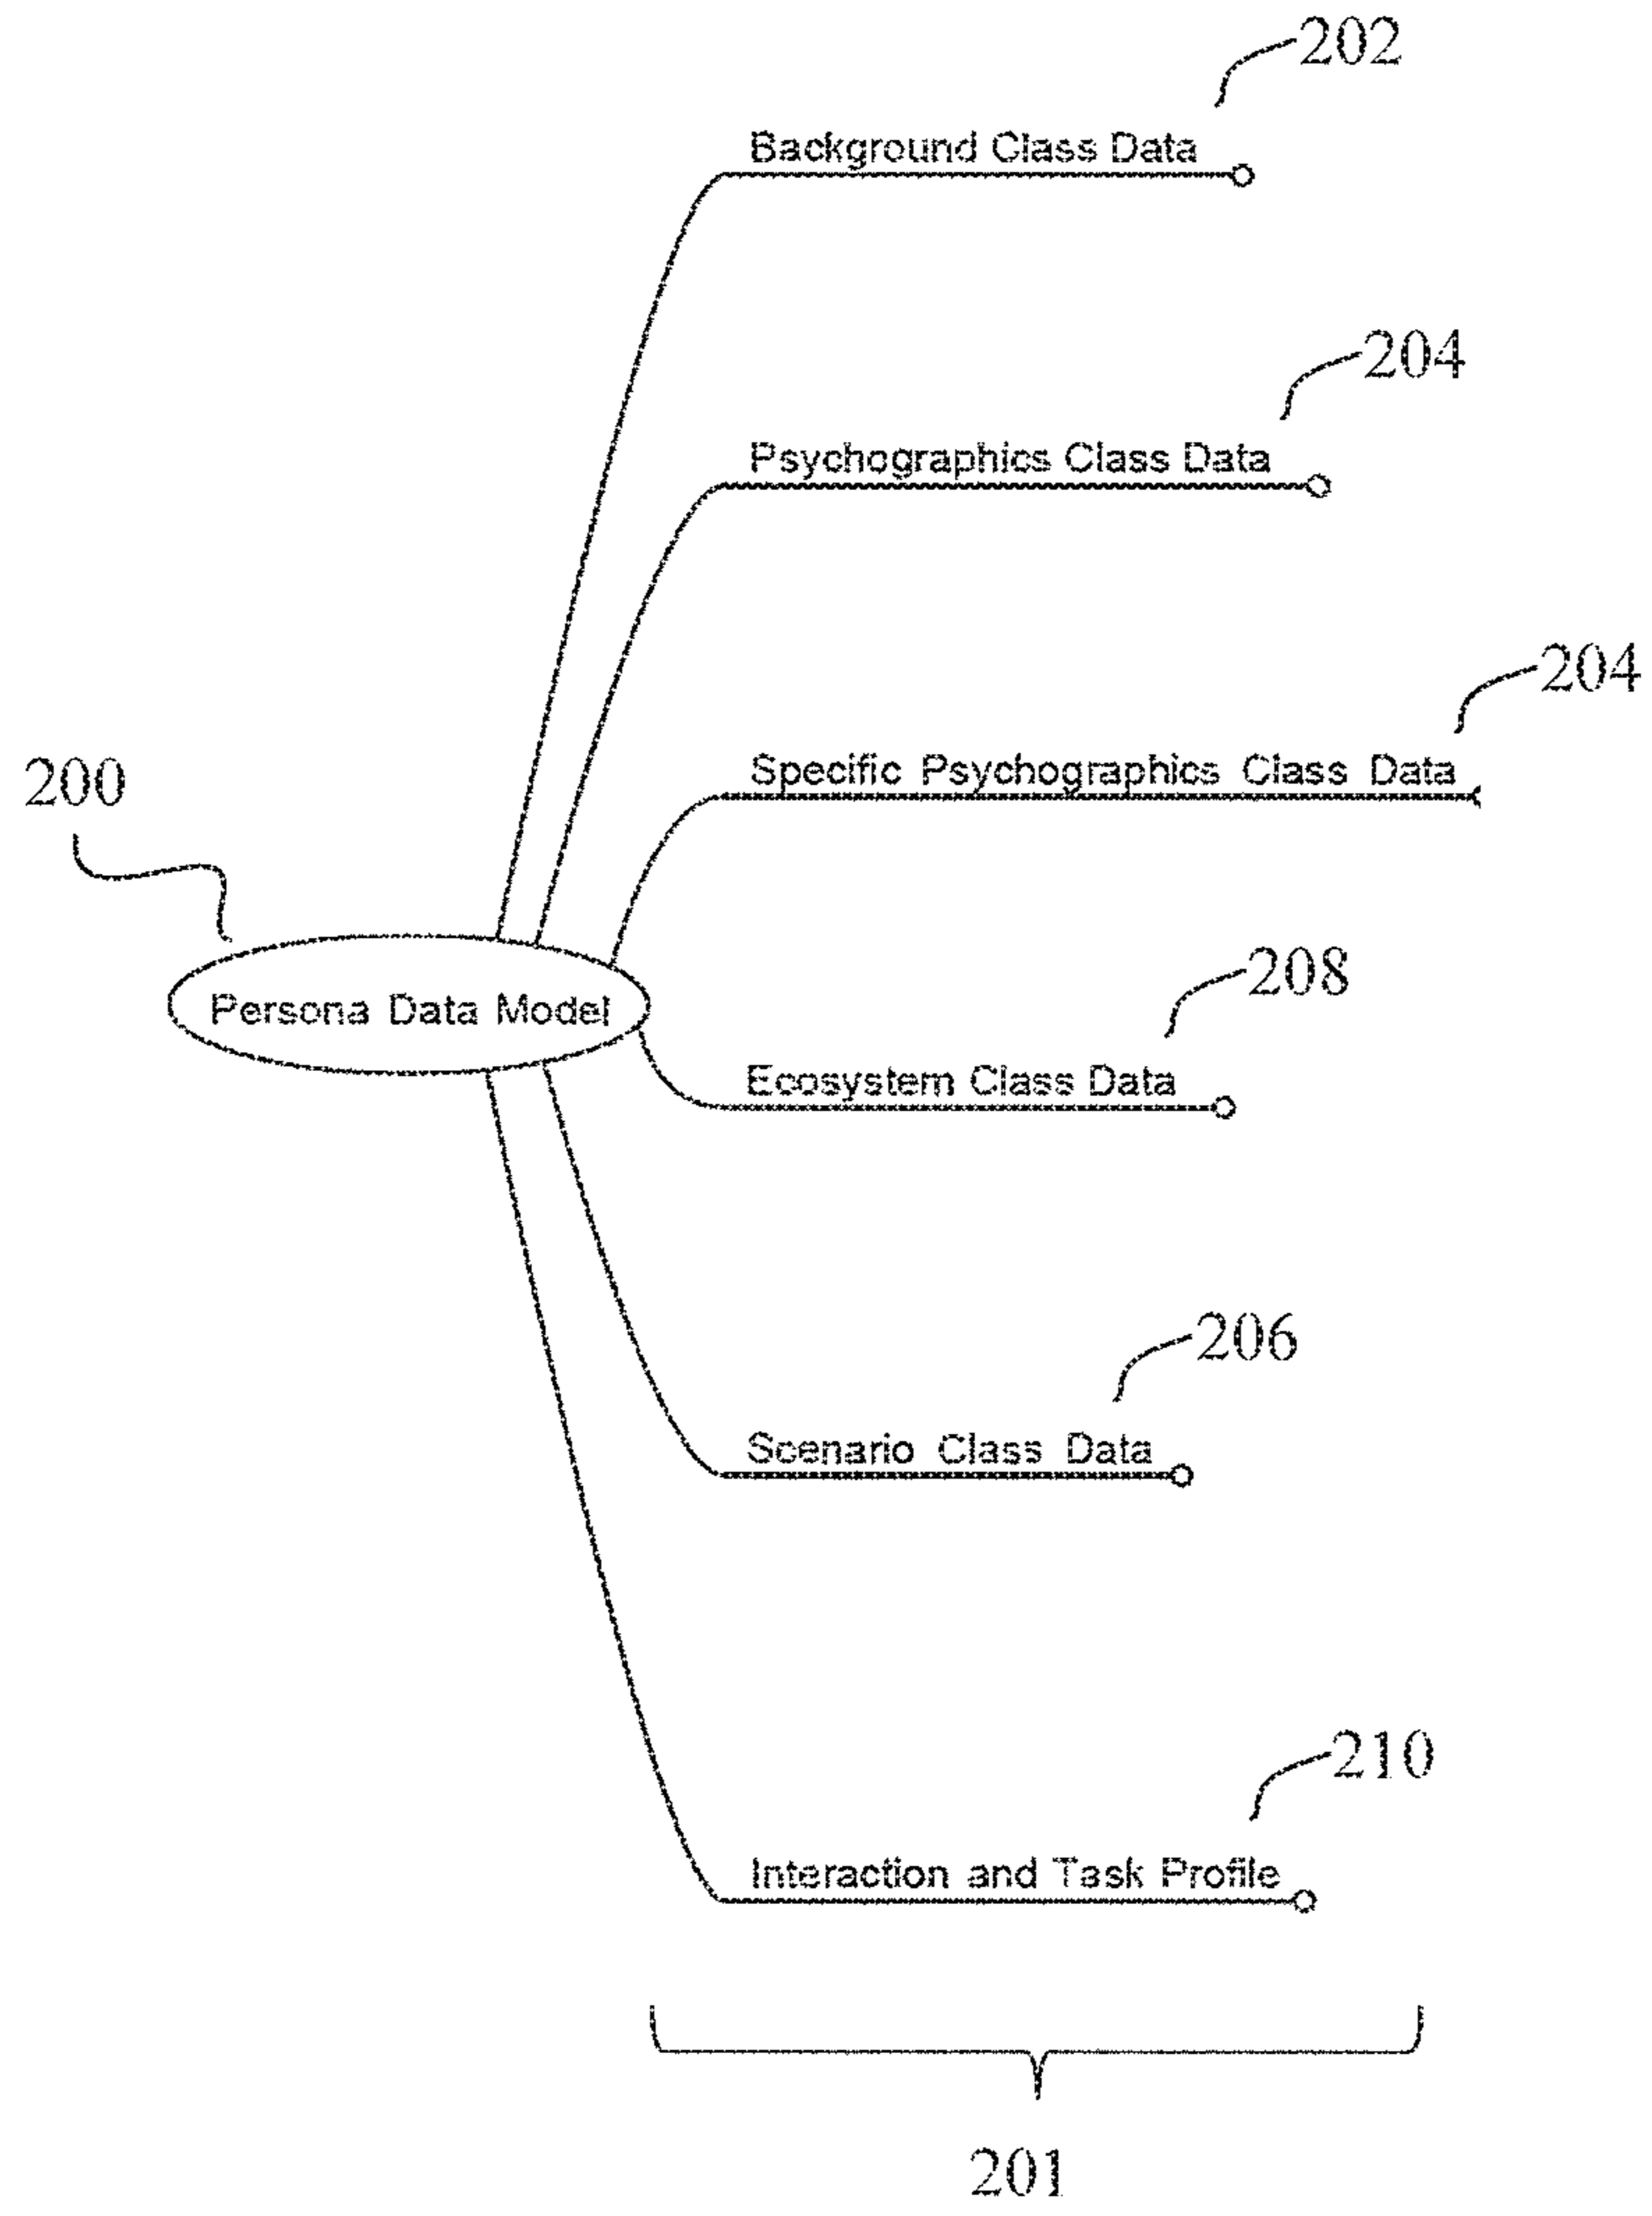 202
Background Class Data
204
Psychographics Class Data
204
Specific Psychographics Class Data
200
Persona Data Model
208
Ecosystem Class Data
206
Scenario Class Data
210
Interaction and Task Profile
201